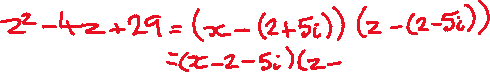 z² - 4z + 29 = (x - (2+5i)) (z - (2-5i))
= (x - 2 - 5i)(z -